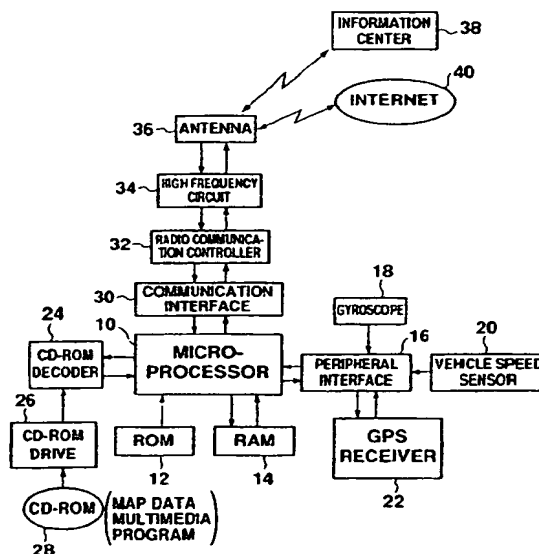 INFORMATION
CENTER
38
40
INTERNET
36
ANTENNA
34
HIGH FREQUENCY
CIRCUIT
32
RADIO COMMUNICA-
TION CONTROLLER
30
COMMUNICATION
INTERFACE
18
GYROSCOPE
24
10
16
20
CD-ROM
DECODER
MICRO-
PROCESSOR
PERIPHERAL
INTERFACE
VEHICLE SPEED
SENSOR
26
CD-ROM
DRIVE
ROM
RAM
GPS
RECEIVER
12
14
22
CD-ROM
28
MAP DATA
MULTIMEDIA
PROGRAM